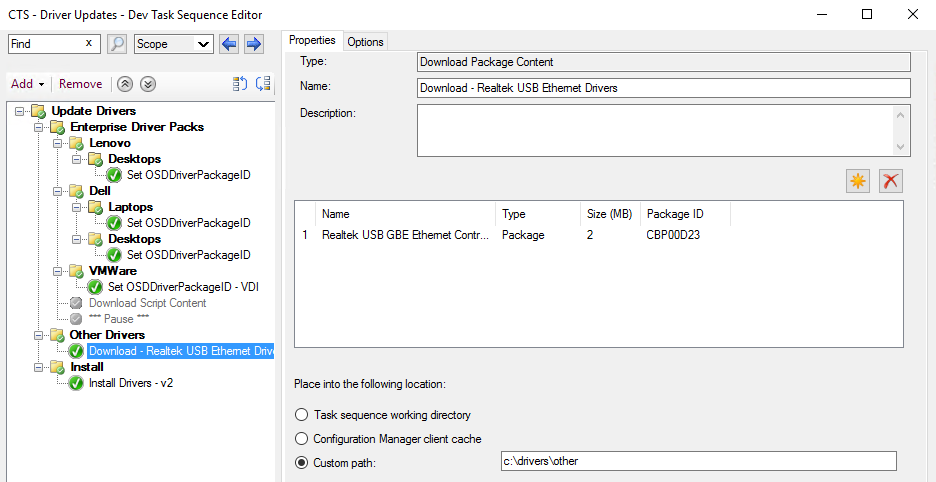 CTS - Driver Updates - Dev Task Sequence Editor
Find
x
Scope
Add
Remove
Update Drivers
Enterprise Driver Packs
Lenovo
Desktops
Set OSDDriverPackageID
Dell
Laptops
Set OSDDriverPackageID
Desktops
Set OSDDriverPackageID
VMWare
Set OSDDriverPackageID - VDI
Download Script Content
*** Pause ***
Other Drivers
Download - Realtek USB Ethernet Drive
Install
Install Drivers - v2
Properties
Options
Type:
Download Package Content
Name:
Download - Realtek USB Ethernet Drivers
Description:
Name Type Size (MB) Package ID
1 Realtek USB GBE Ethernet Contr... Package 2 CBP00D23
Place into the following location:
Task sequence working directory
Configuration Manager client cache
Custom path:
c:\drivers\other